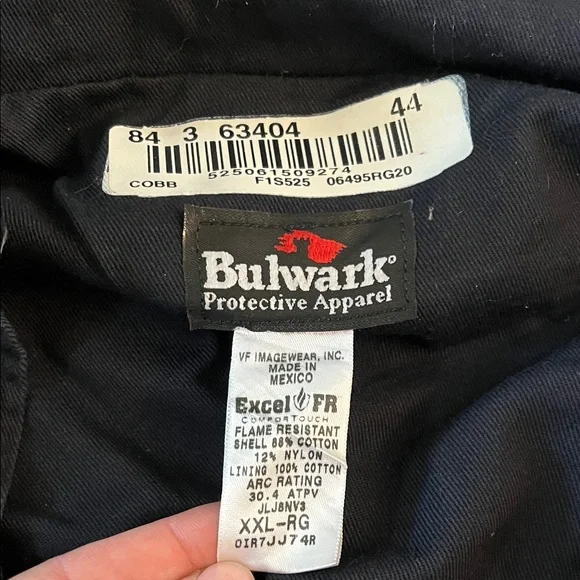 84 3 63404 44
525061509274
COBB F1S525 06495RG20
Bulwark®
Protective Apparel
VF IMAGEWEAR, INC.
MADE IN
MEXICO
Excel FR
COMFORTOUCH
FLAME RESISTANT
SHELL 88% COTTON
12% NYLON
LINING 100% COTTON
ARC RATING
30.4 ATPV
JLJ8NV3
XXL-RG
OIR7JJ74R